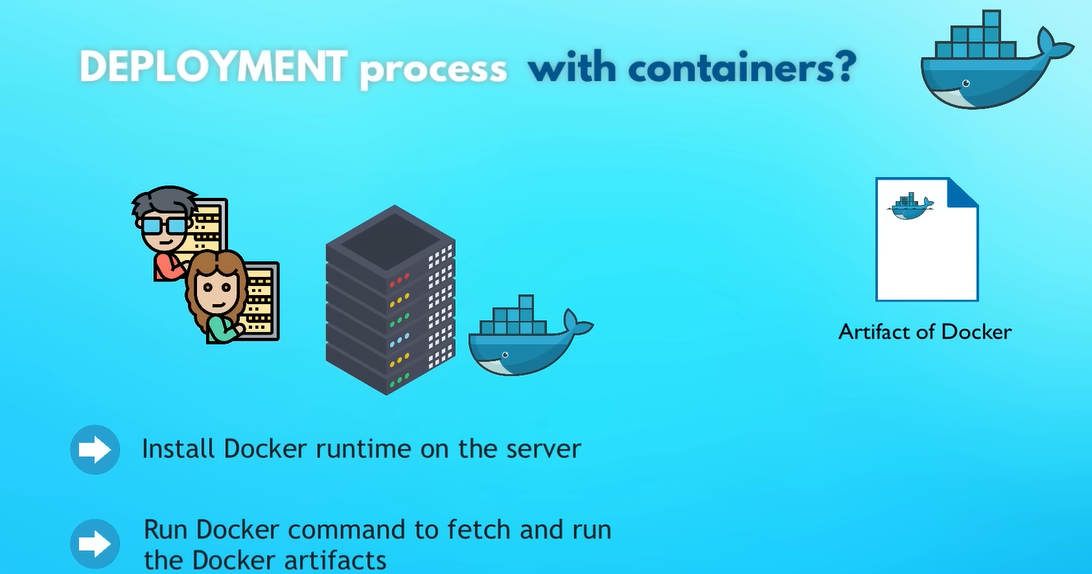 DEPLOYMENT process with containers?
Artifact of Docker
Install Docker runtime on the server
Run Docker command to fetch and run
the Docker artifacts